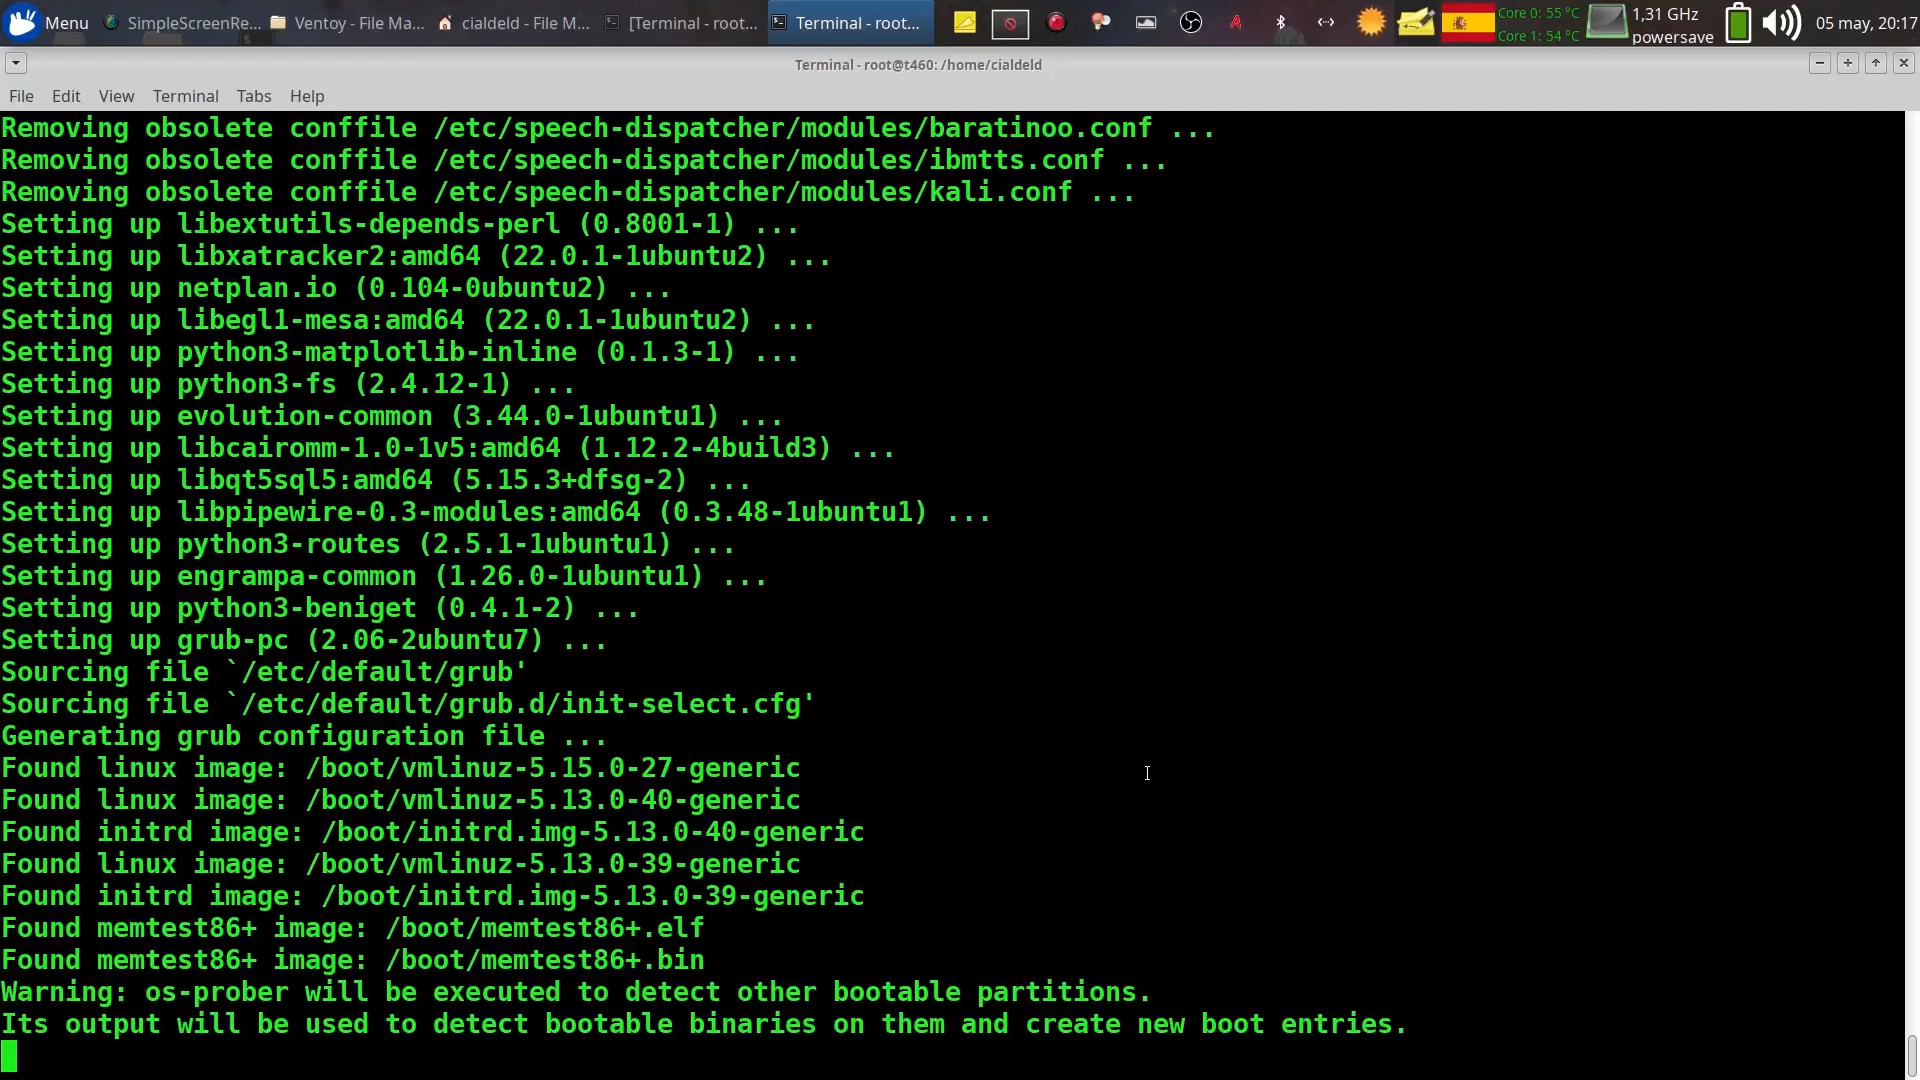 Menu SimpleScreenRe... Ventoy - File Ma... cialdeld - File M... [Terminal - root... Terminal - root... Core 0: 55 °C Core 1: 54 °C 1,31 GHz powersave 05 may, 20:17
Terminal - root@t460: /home/cialdeld
File Edit View Terminal Tabs Help
Removing obsolete conffile /etc/speech-dispatcher/modules/baratinoo.conf ...
Removing obsolete conffile /etc/speech-dispatcher/modules/ibmtts.conf ...
Removing obsolete conffile /etc/speech-dispatcher/modules/kali.conf ...
Setting up libextutils-depends-perl (0.8001-1) ...
Setting up libxatracker2:amd64 (22.0.1-1ubuntu2) ...
Setting up netplan.io (0.104-0ubuntu2) ...
Setting up libegl1-mesa:amd64 (22.0.1-1ubuntu2) ...
Setting up python3-matplotlib-inline (0.1.3-1) ...
Setting up python3-fs (2.4.12-1) ...
Setting up evolution-common (3.44.0-1ubuntu1) ...
Setting up libcairomm-1.0-1v5:amd64 (1.12.2-4build3) ...
Setting up libqt5sql5:amd64 (5.15.3+dfsg-2) ...
Setting up libpipewire-0.3-modules:amd64 (0.3.48-1ubuntu1) ...
Setting up python3-routes (2.5.1-1ubuntu1) ...
Setting up engrampa-common (1.26.0-1ubuntu1) ...
Setting up python3-beniget (0.4.1-2) ...
Setting up grub-pc (2.06-2ubuntu7) ...
Sourcing file `/etc/default/grub'
Sourcing file `/etc/default/grub.d/init-select.cfg'
Generating grub configuration file ...
Found linux image: /boot/vmlinuz-5.15.0-27-generic
Found linux image: /boot/vmlinuz-5.13.0-40-generic
Found initrd image: /boot/initrd.img-5.13.0-40-generic
Found linux image: /boot/vmlinuz-5.13.0-39-generic
Found initrd image: /boot/initrd.img-5.13.0-39-generic
Found memtest86+ image: /boot/memtest86+.elf
Found memtest86+ image: /boot/memtest86+.bin
Warning: os-prober will be executed to detect other bootable partitions.
Its output will be used to detect bootable binaries on them and create new boot entries.